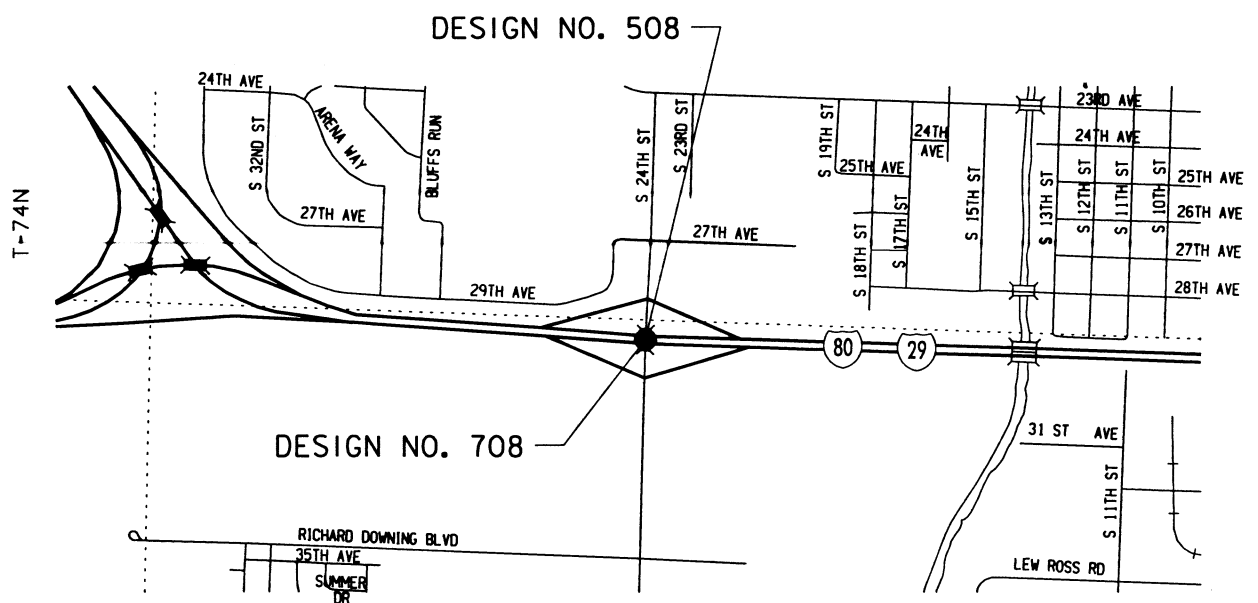 DESIGN NO. 508
24TH AVE
S 32ND ST
ARENA WAY
BLUFFS RUN
S 24TH ST
S 23RD ST
S 19TH ST
24TH
AVE
23RD AVE
24TH AVE
25TH AVE
25TH AVE
26TH AVE
27TH AVE
28TH AVE
S 18TH ST
S 17TH ST
S 15TH ST
S 13TH ST
S 12TH ST
S 11TH ST
S 10TH ST
T-74N
27TH AVE
27TH AVE
29TH AVE
80
29
DESIGN NO. 708
31 ST AVE
S 11TH ST
RICHARD DOWNING BLVD
35TH AVE
SUMMER
DR
LEW ROSS RD